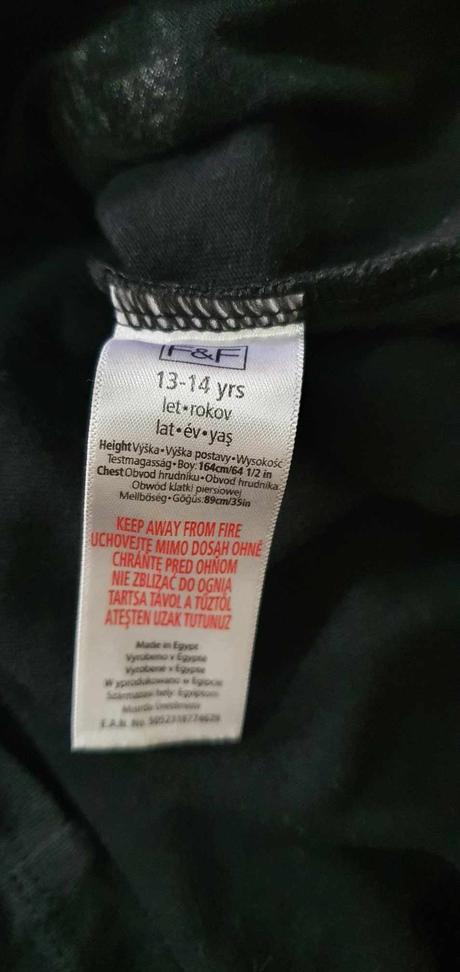 F&F
13-14 yrs
let•rokov
lat•év•yaş
Height Výška•Výška postavy•Wysokość
Testmagasság•Boy: 164cm/64 1/2 in
Chest Obvod hrudníku•Obvod hrudníka
Obwód klatki piersiowej
Mellbőség•Göğüs: 89cm/35in
KEEP AWAY FROM FIRE
UCHOVEJTE MIMO DOSAH OHNĚ
CHRÁŇTE PRED OHŇOM
NIE ZBLIŻAĆ DO OGNIA
TARTSA TÁVOL A TŰZTŐL
ATEŞTEN UZAK TUTUNUZ
Made in Egypt
Vyrobeno v Egyptě
Vyrobené v Egypte
W yprodukowano w Egipcie
Származási hely: Egyiptom
E.A.N. No.